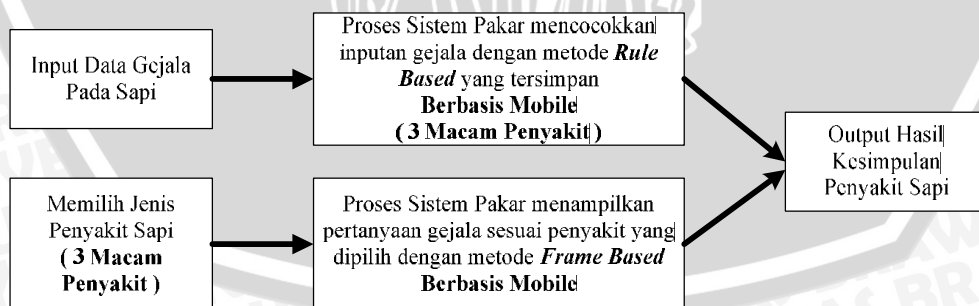 Input Data Gejala
Pada Sapi
Proses Sistem Pakar mencocokkan
inputan gejala dengan metode Rule
Based yang tersimpan
Berbasis Mobile
( 3 Macam Penyakit )
Memilih Jenis
Penyakit Sapi
( 3 Macam
Penyakit )
Proses Sistem Pakar menampilkan
pertanyaan gejala sesuai penyakit yang
dipilih dengan metode Frame Based
Berbasis Mobile
Output Hasil
Kesimpulan
Penyakit Sapi